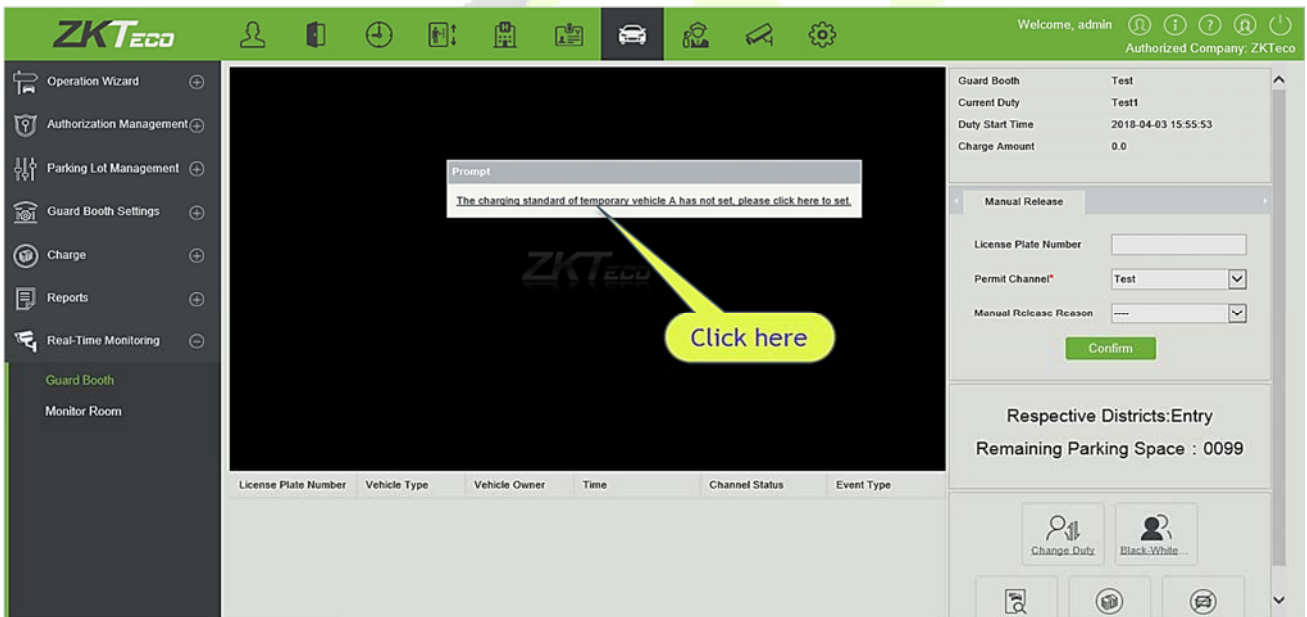 ZKTECO
Welcome, admin
Authorized Company: ZKTeco
Operation Wizard
Authorization Management
Parking Lot Management
Guard Booth Settings
Charge
Reports
Real-Time Monitoring
Guard Booth
Monitor Room
Prompt
The charging standard of temporary vehicle A has not set, please click here to set.
ZKTECO
Click here
License Plate Number Vehicle Type Vehicle Owner Time Channel Status Event Type
Guard Booth Test
Current Duty Test1
Duty Start Time 2018-04-03 15:55:53
Charge Amount 0.0
Manual Release
License Plate Number
Permit Channel* Test
Manual Release Reason ----
Confirm
Respective Districts:Entry
Remaining Parking Space : 0099
Change Duty Black-White...